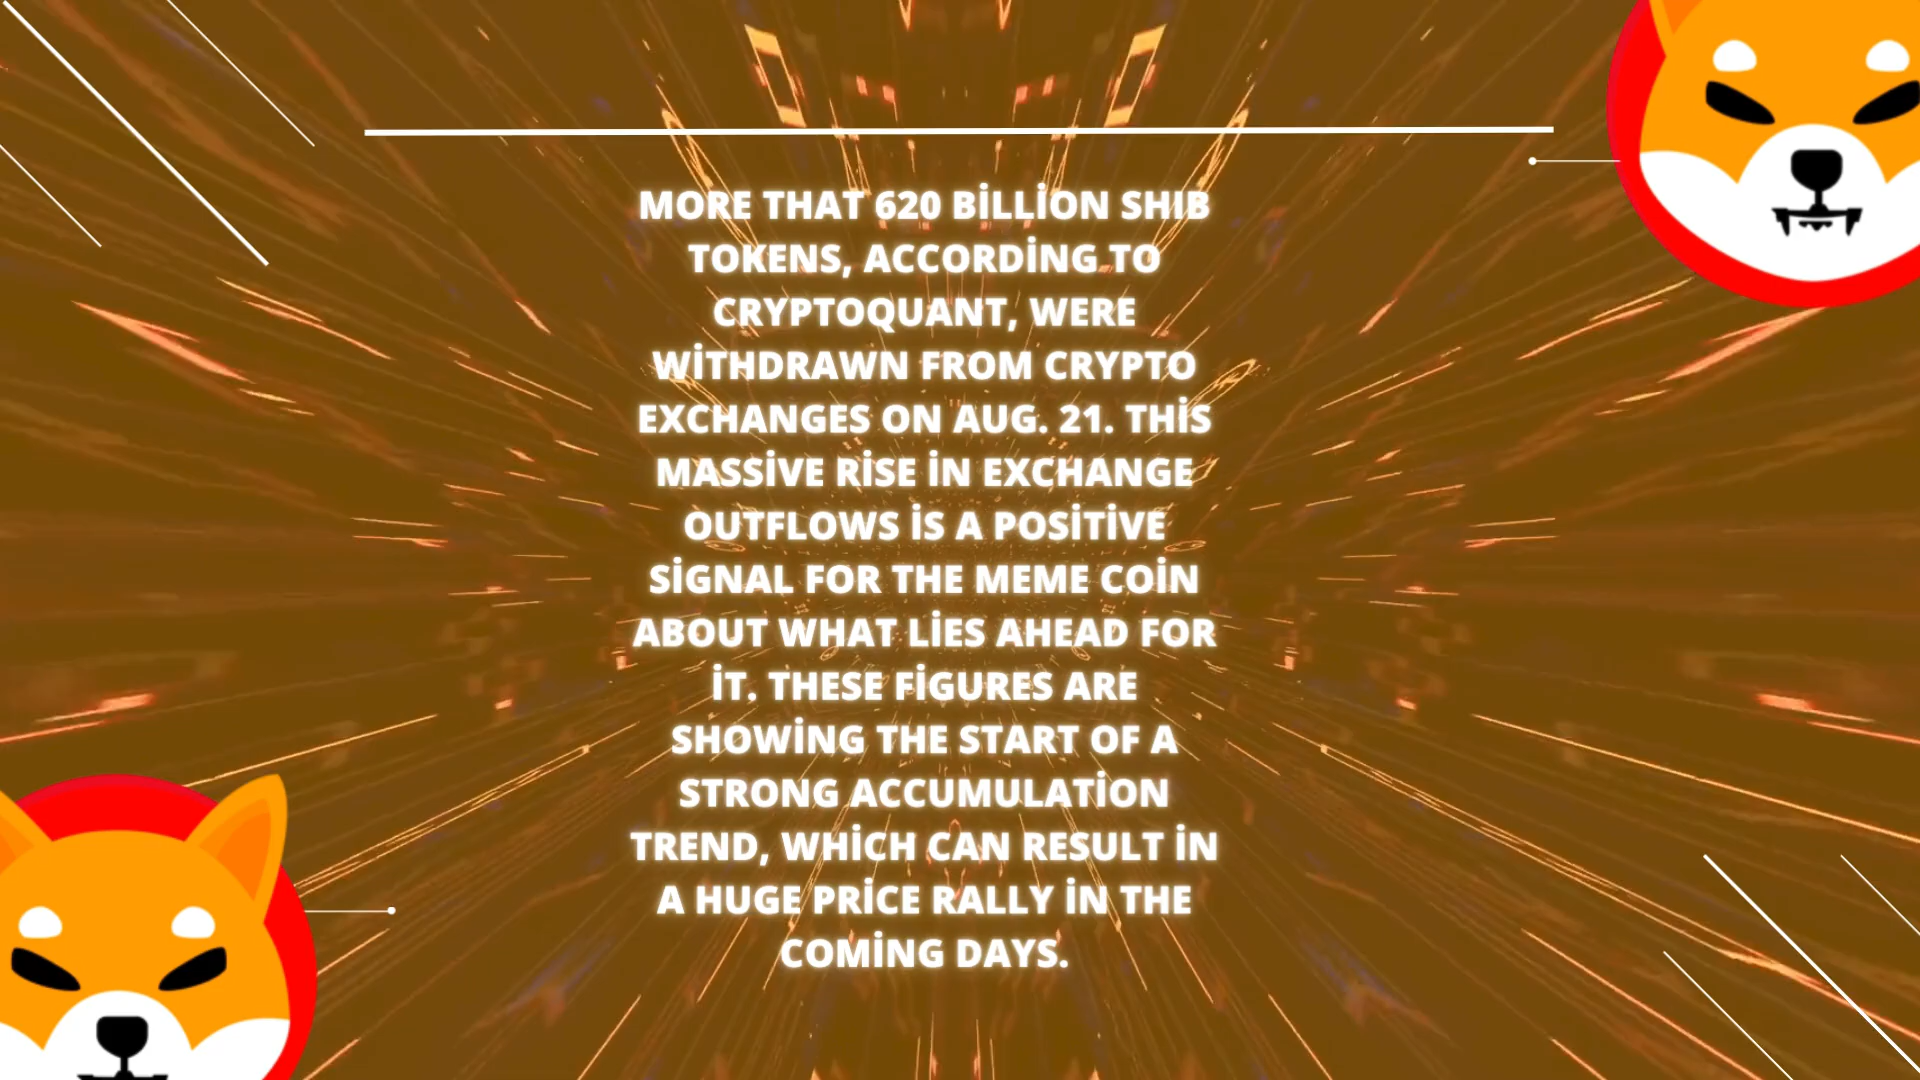 MORE THAT 620 BİLLİON SHIB
TOKENS, ACCORDİNG TO
CRYPTOQUANT, WERE
WİTHDRAWN FROM CRYPTO
EXCHANGES ON AUG. 21. THİS
MASSİVE RİSE İN EXCHANGE
OUTFLOWS İS A POSİTİVE
SİGNAL FOR THE MEME COİN
ABOUT WHAT LİES AHEAD FOR
İT. THESE FİGURES ARE
SHOWİNG THE START OF A
STRONG ACCUMULATİON
TREND, WHİCH CAN RESULT İN
A HUGE PRİCE RALLY İN THE
COMİNG DAYS.